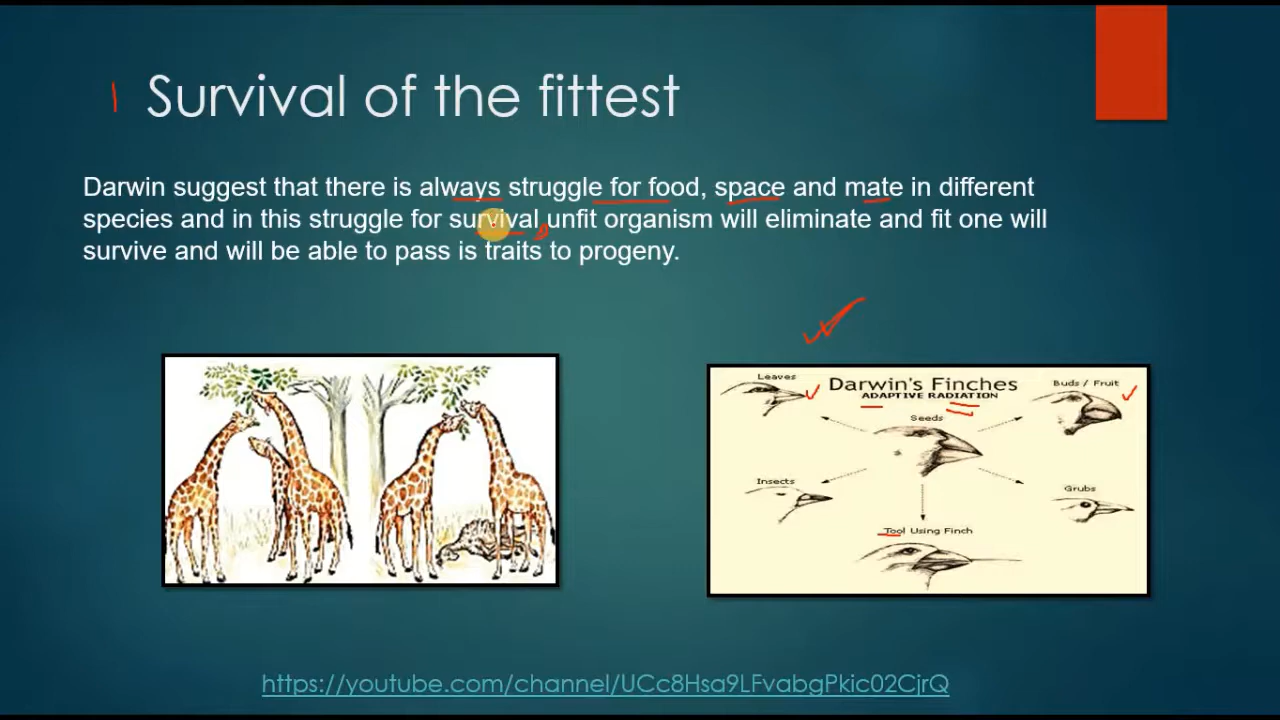 Survival of the fittest
Darwin suggest that there is always struggle for food, space and mate in different
species and in this struggle for survival unfit organism will eliminate and fit one will
survive and will be able to pass is traits to progeny.
Darwin's Finches
ADAPTIVE RADIATION
Leaves
Buds / Fruit
Seeds
Insects
Grubs
Tool Using Finch
https://youtube.com/channel/UCc8Hsa9LFvabgPkic02CjrQ